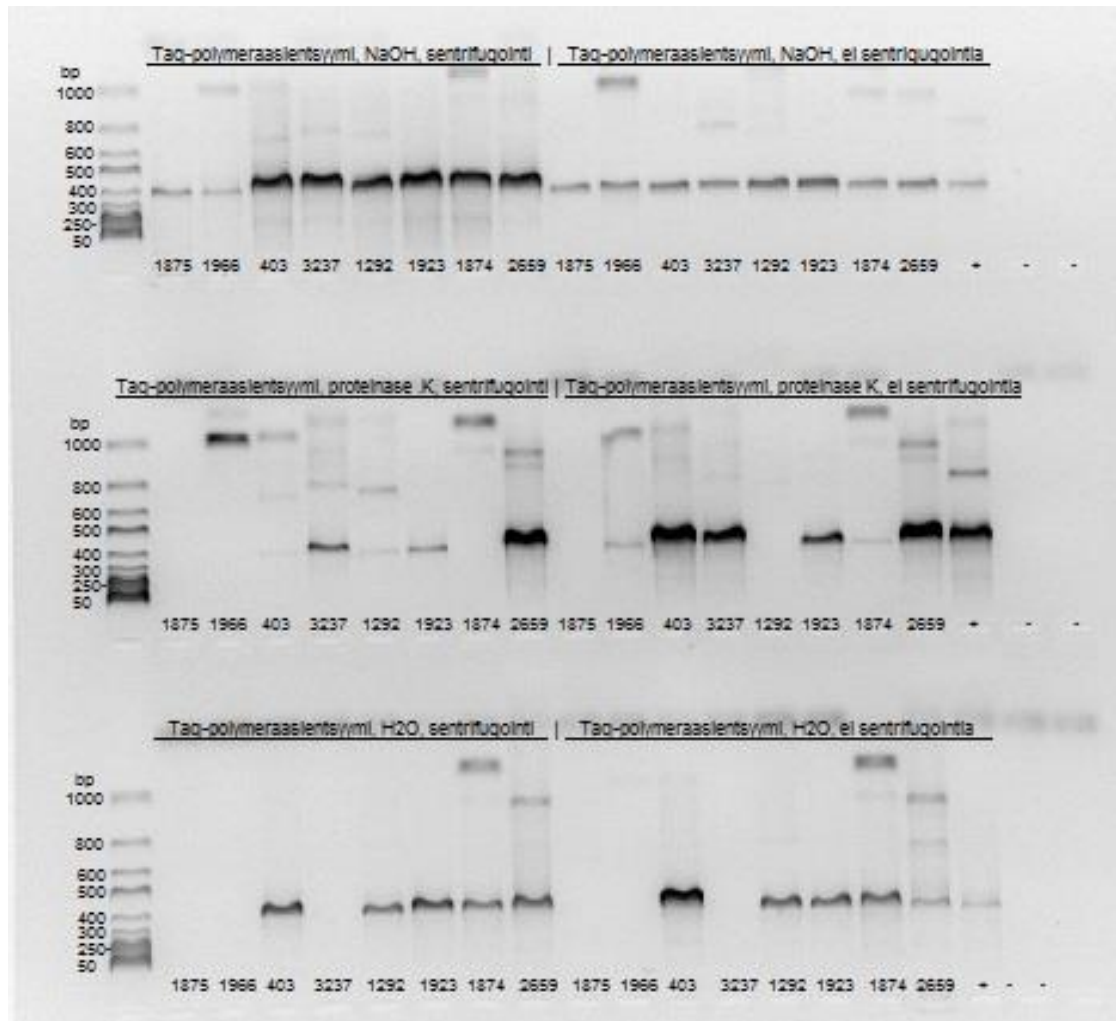 Taq-polymeraasientsyymi, NaOH, sentrifugointi | Taq-polymeraasientsyymi, NaOH, ei sentriqugointia
bp
1000
800
600
500
400
300
250-
50
1875 1966 403 3237 1292 1923 1874 2659 1875 1966 403 3237 1292 1923 1874 2659 + - -
Taq-polymeraasientsyymi, proteinase .K, sentrifugointi | Taq-polymeraasientsyymi, proteinase K, ei sentrifugointia
bp
1000
800
600
500
400
300
250-
50
1875 1966 403 3237 1292 1923 1874 2659 1875 1966 403 3237 1292 1923 1874 2659 + - -
Taq-polymeraasientsyymi, H2O, sentrifugointi | Taq-polymeraasientsyymi, H2O, ei sentrifugointia
bp
1000
800
600
500
400
300
250-
50
1875 1966 403 3237 1292 1923 1874 2659 1875 1966 403 3237 1292 1923 1874 2659 + - -